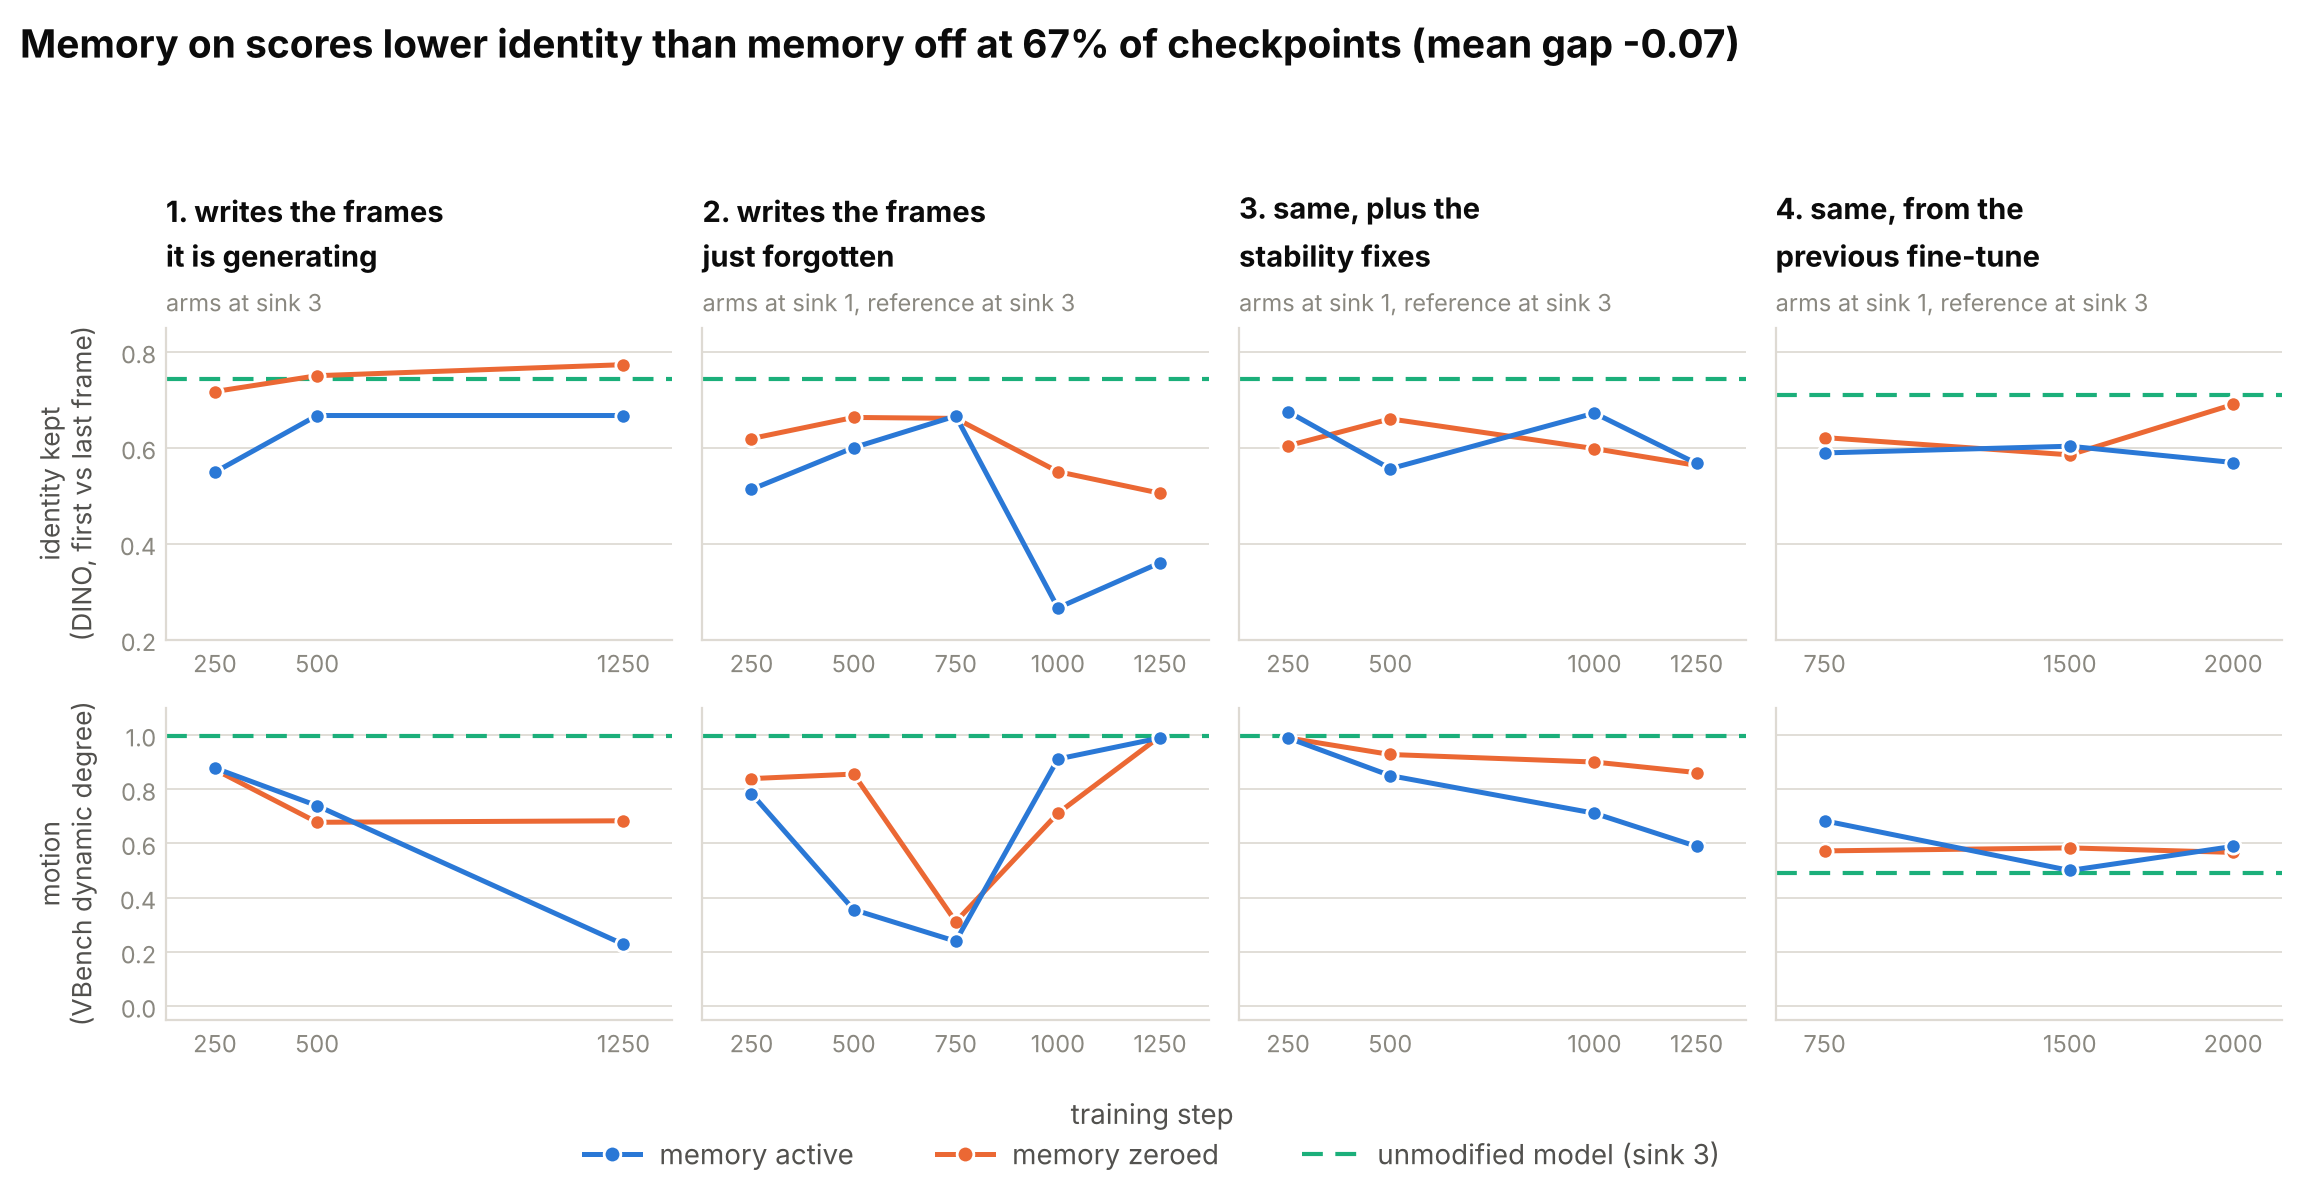 Memory on scores lower identity than memory off at 67% of checkpoints (mean gap -0.07)
1. writes the frames
it is generating
arms at sink 3
2. writes the frames
just forgotten
arms at sink 1, reference at sink 3
3. same, plus the
stability fixes
arms at sink 1, reference at sink 3
4. same, from the
previous fine-tune
arms at sink 1, reference at sink 3
identity kept
(DINO, first vs last frame)
0.8
0.6
0.4
0.2
250 500 1250
250 500 750 1000 1250
250 500 1000 1250
750 1500 2000
motion
(VBench dynamic degree)
1.0
0.8
0.6
0.4
0.2
0.0
250 500 1250
250 500 750 1000 1250
250 500 1000 1250
750 1500 2000
training step
memory active memory zeroed unmodified model (sink 3)